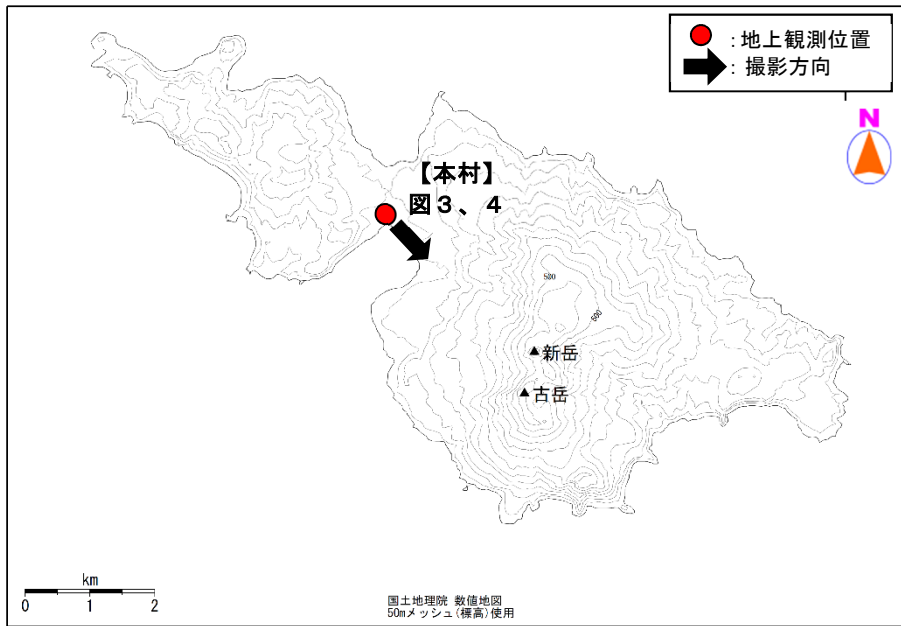 ：地上観測位置
：撮影方向
N
【本村】
図３、４
500
600
新岳
古岳
km
0 1 2
国土地理院 数値地図
50mメッシュ(標高)使用